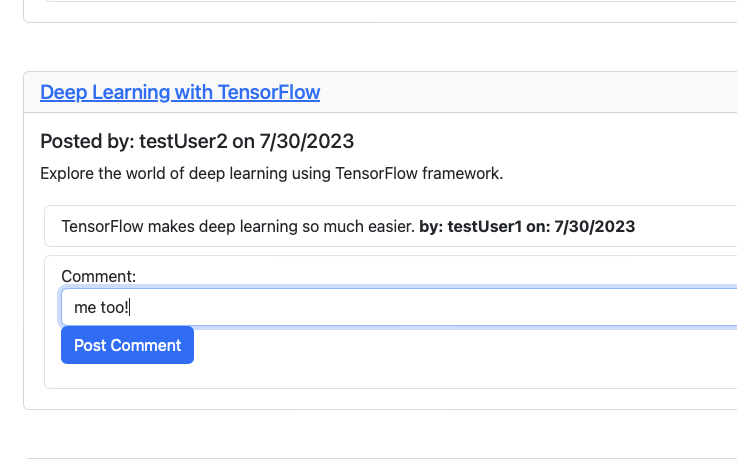 Deep Learning with TensorFlow
Posted by: testUser2 on 7/30/2023
Explore the world of deep learning using TensorFlow framework.
TensorFlow makes deep learning so much easier. by: testUser1 on: 7/30/2023
Comment:
me too!
Post Comment